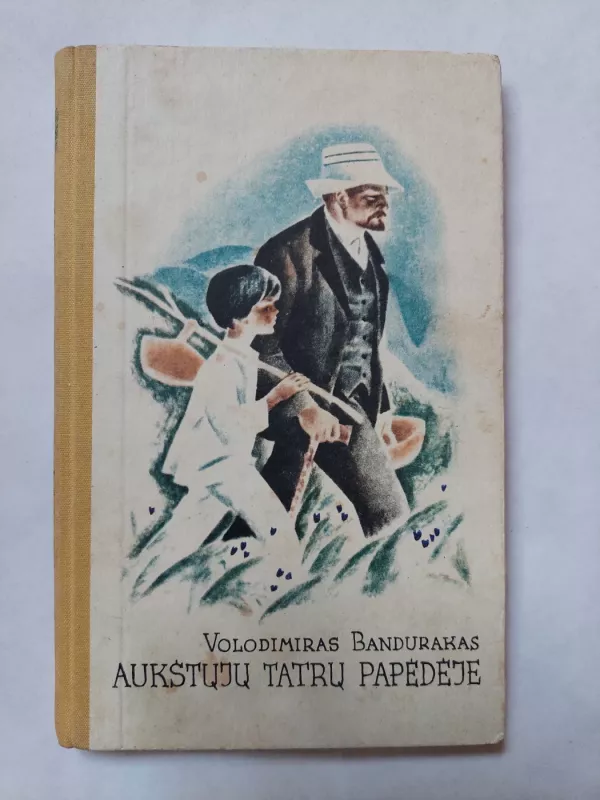 VOLODIMIRAS BANDURAKAS
AUKŠTŲJŲ TATRŲ PAPĖDĖJE